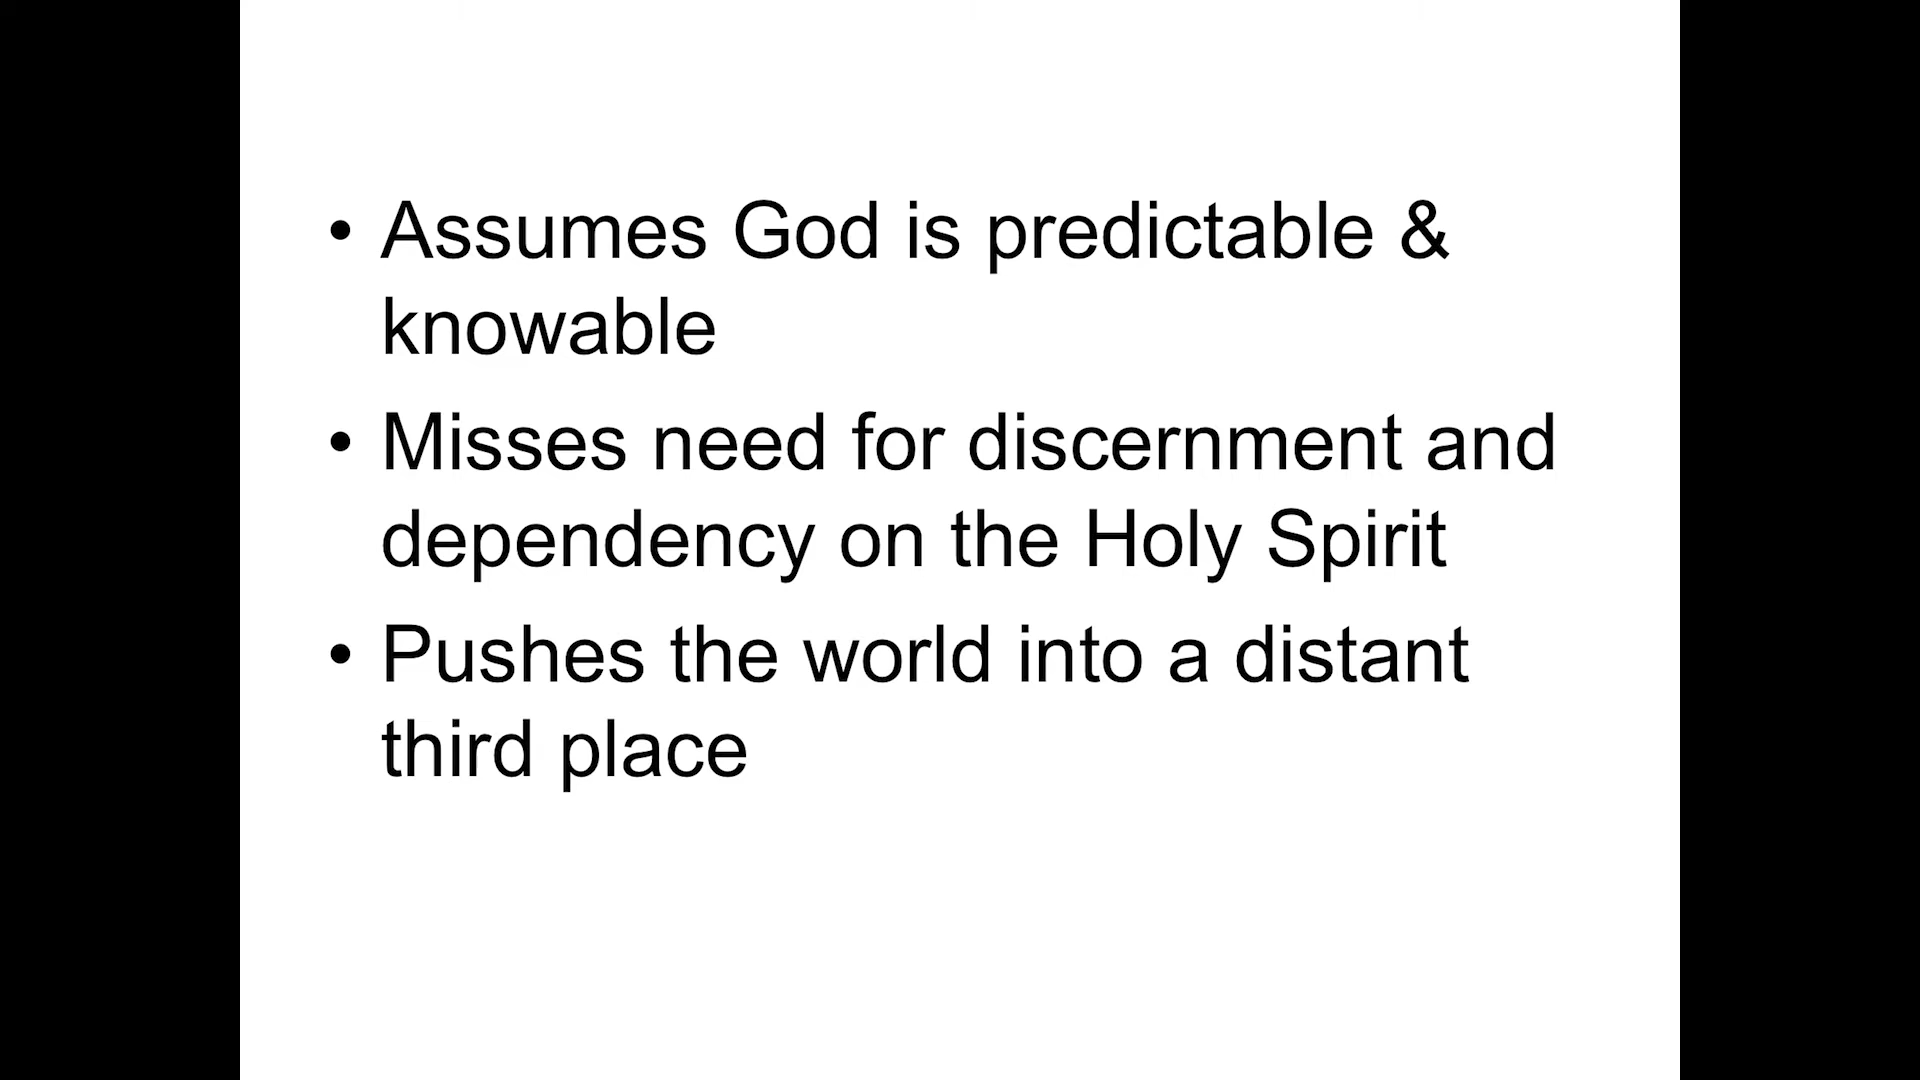 • Assumes God is predictable &
knowable
• Misses need for discernment and
dependency on the Holy Spirit
• Pushes the world into a distant
third place